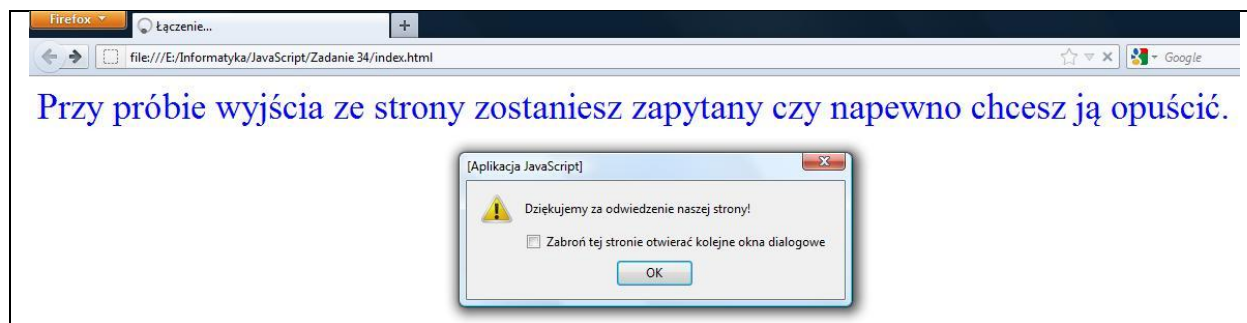 Firefox
Łączenie...
file:///E:/Informatyka/JavaScript/Zadanie 34/index.html
Google
Przy próbie wyjścia ze strony zostaniesz zapytany czy napewno chcesz ją opuścić.
[Aplikacja JavaScript]
Dziękujemy za odwiedzenie naszej strony!
Zabroń tej stronie otwierać kolejne okna dialogowe
OK